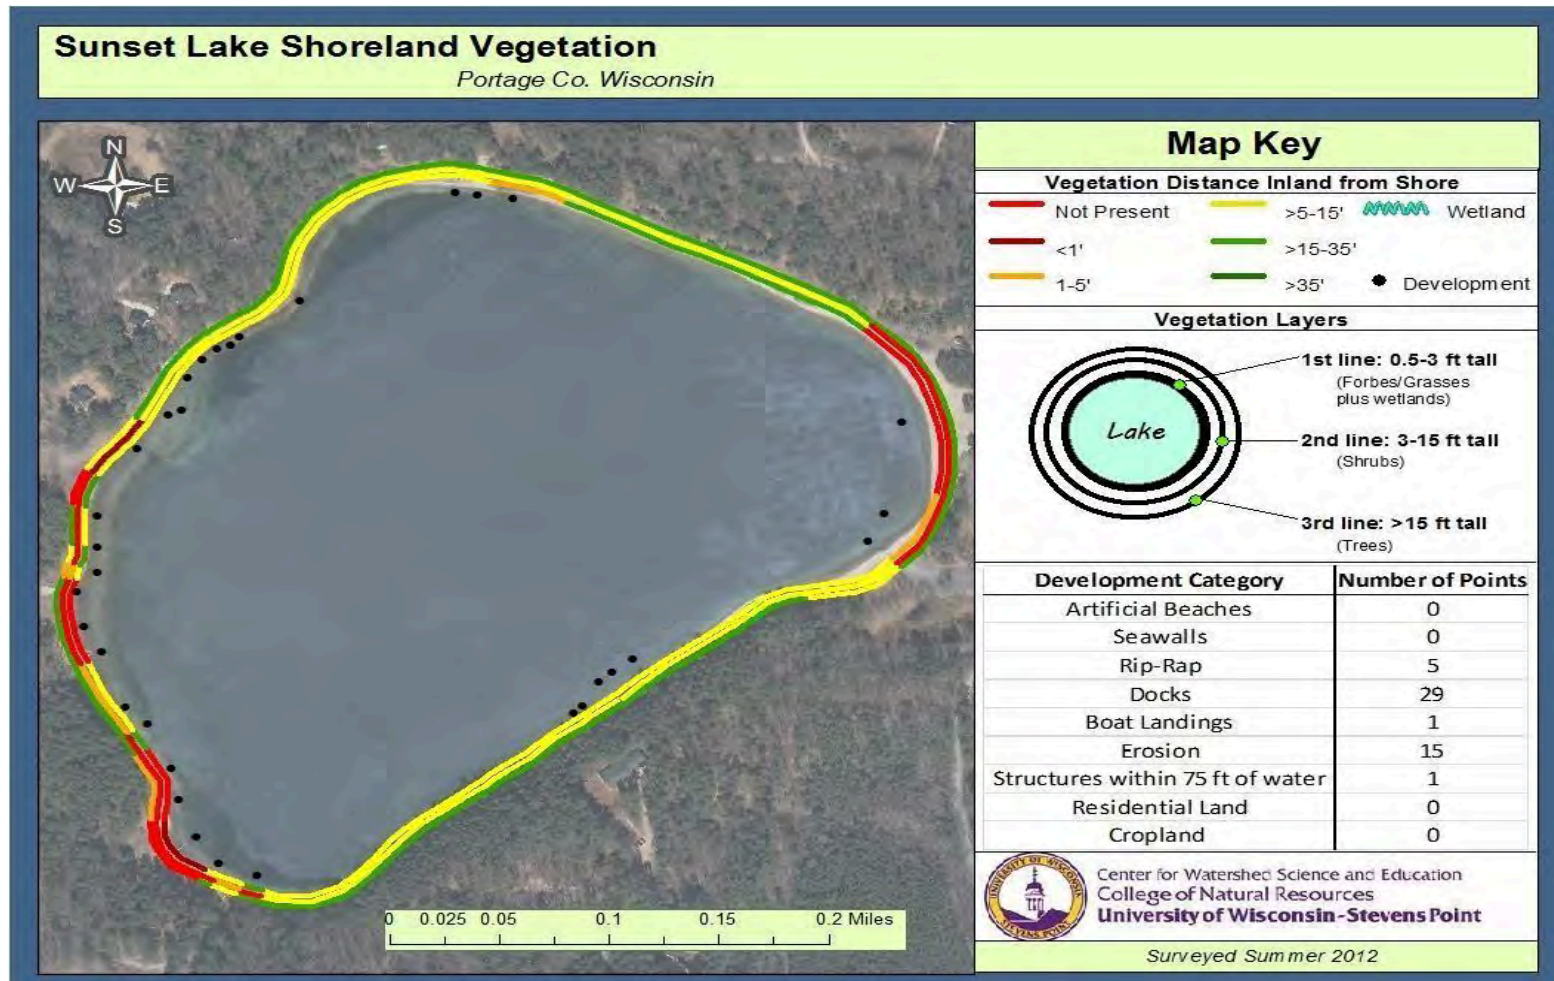 Sunset Lake Shoreland Vegetation
Portage Co. Wisconsin
N
W E
S
0 0.025 0.05 0.1 0.15 0.2 Miles
Map Key
Vegetation Distance Inland from Shore
Not Present >5-15' Wetland
<1' >15-35'
1-5' >35' Development
Vegetation Layers
Lake
1st line: 0.5-3 ft tall
(Forbes/Grasses
plus wetlands)
2nd line: 3-15 ft tall
(Shrubs)
3rd line: >15 ft tall
(Trees)
Development Category Number of Points
Artificial Beaches 0
Seawalls 0
Rip-Rap 5
Docks 29
Boat Landings 1
Erosion 15
Structures within 75 ft of water 1
Residential Land 0
Cropland 0
UNIVERSITY OF WISCONSIN
STEVENS POINT
Center for Watershed Science and Education
College of Natural Resources
University of Wisconsin-Stevens Point
Surveyed Summer 2012